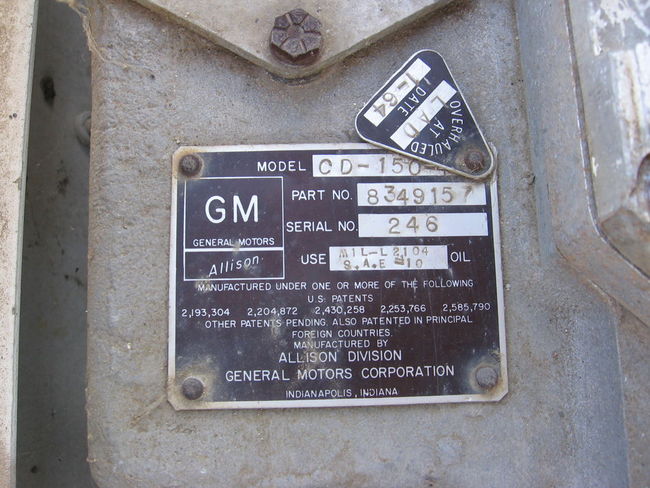 OVERHAULED
AT LAD
DATE 1-64
MODEL CD-150-
GM
GENERAL MOTORS
Allison
PART NO. 8349157
SERIAL NO. 246
USE MIL-L2104 OIL
S.A.E #10
MANUFACTURED UNDER ONE OR MORE OF THE FOLLOWING
U.S. PATENTS
2,193,304 2,204,872 2,430,258 2,253,766 2,585,790
OTHER PATENTS PENDING. ALSO PATENTED IN PRINCIPAL
FOREIGN COUNTRIES.
MANUFACTURED BY
ALLISON DIVISION
GENERAL MOTORS CORPORATION
INDIANAPOLIS, INDIANA